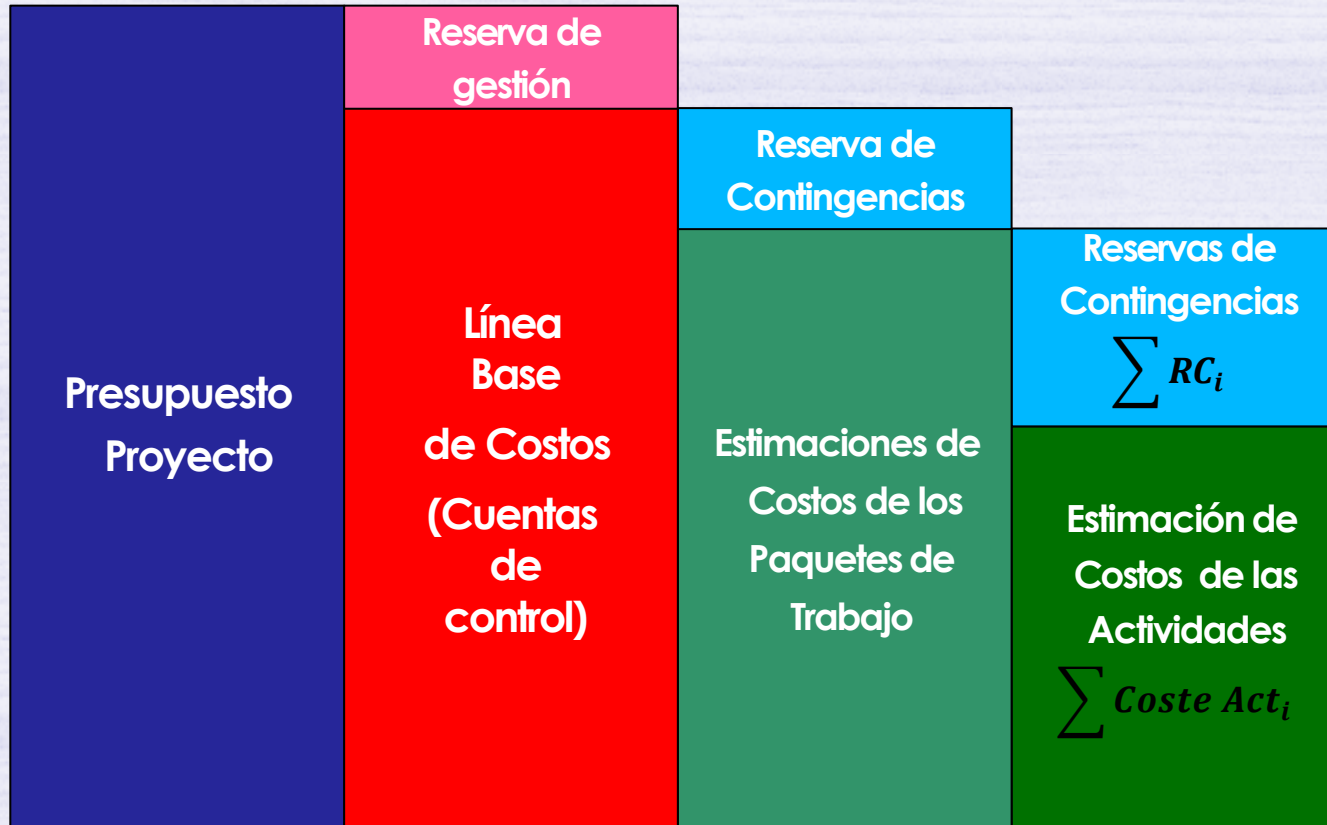 Presupuesto
Proyecto
Reserva de
gestión
Línea
Base
de Costos
(Cuentas
de
control)
Reserva de
Contingencias
Estimaciones de
Costos de los
Paquetes de
Trabajo
Reservas de
Contingencias
∑ RCᵢ
Estimación de
Costos de las
Actividades
∑ Coste Actᵢ